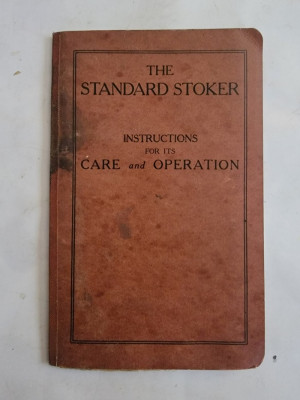 THE
STANDARD STOKER
INSTRUCTIONS
FOR ITS
CARE and OPERATION